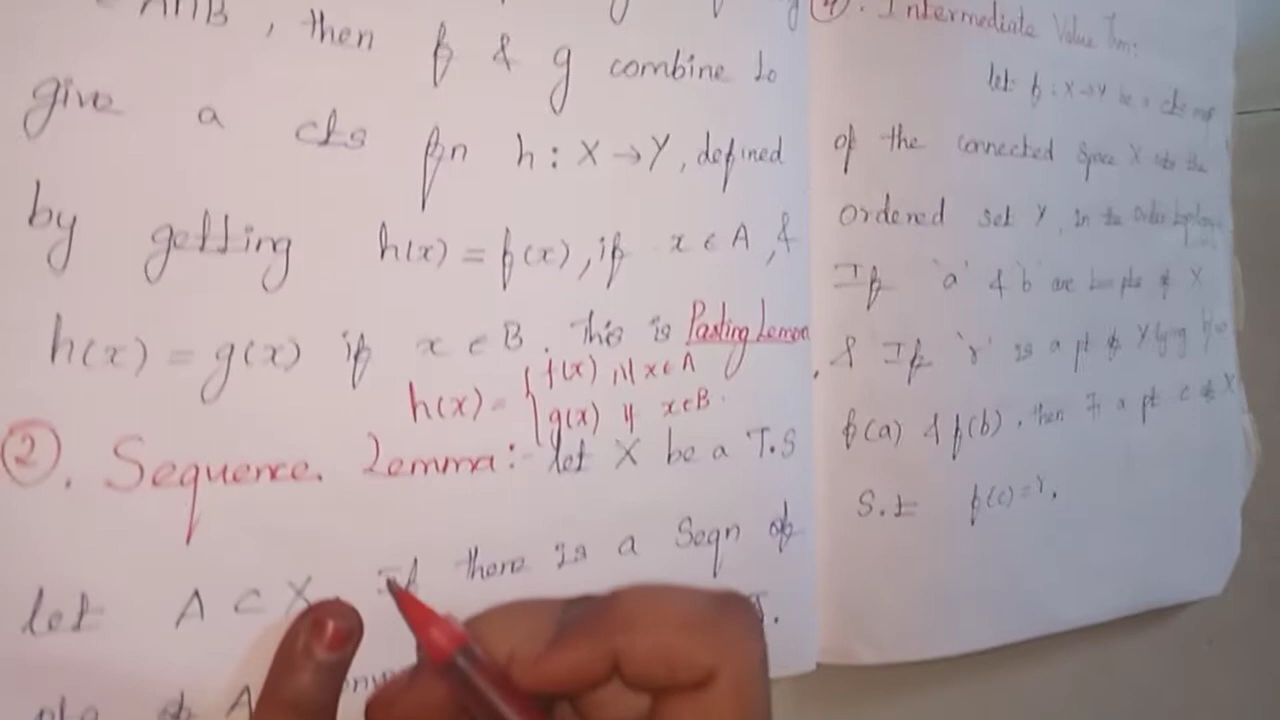 A∩B, then f & g combine to
give a cts fn h : X → Y, defined
by getting h(x) = f(x), if x ∈ A, &
h(x) = g(x) if x ∈ B. This is Pasting Lemma.
h(x) = { f(x) if x∈A
g(x) if x∈B.
②. Sequence Lemma:- let X be a T.S
let A ⊂ X. If there is a Seqn of
pts of A
④. Intermediate Value Thm:
let f : X→Y be a cts map
of the connected space X into the
ordered set Y, in the order topology
If 'a' & 'b' are two pts of X
& If 'r' is a pt of Y lying b/w
f(a) & f(b), then ∃ a pt c of X
S.t f(c)=r.